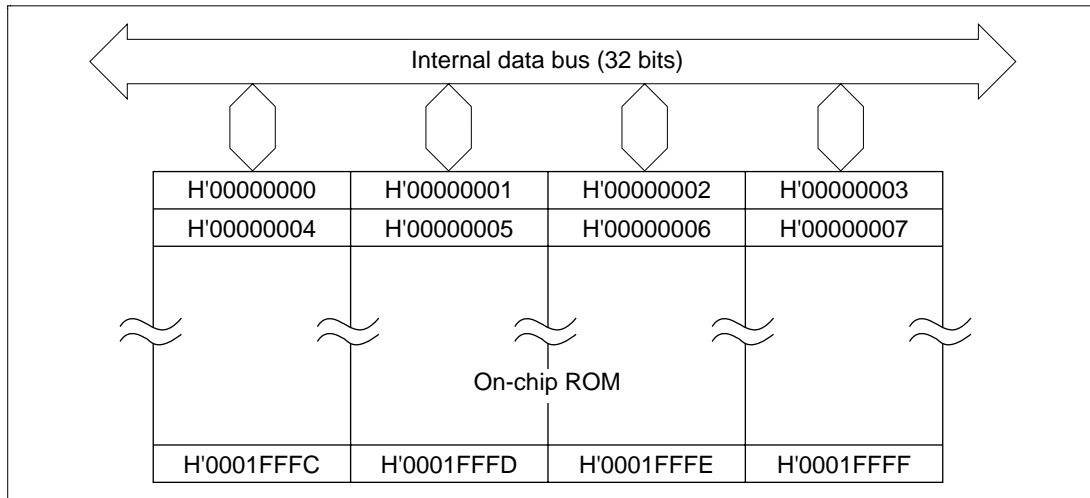 Internal data bus (32 bits)
H'00000000 H'00000001 H'00000002 H'00000003
H'00000004 H'00000005 H'00000006 H'00000007
On-chip ROM
H'0001FFFC H'0001FFFD H'0001FFFE H'0001FFFF